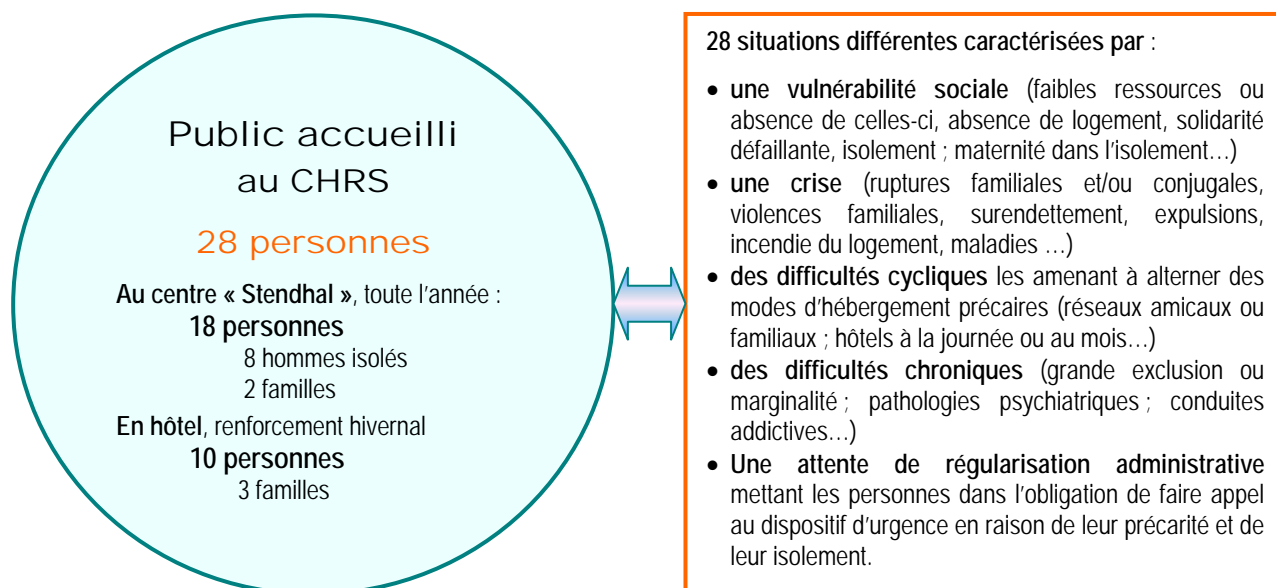 Public accueilli
au CHRS
28 personnes
Au centre « Stendhal », toute l'année :
18 personnes
8 hommes isolés
2 familles
En hôtel, renforcement hivernal
10 personnes
3 familles
28 situations différentes caractérisées par :
• une vulnérabilité sociale (faibles ressources ou
absence de celles-ci, absence de logement, solidarité
défaillante, isolement ; maternité dans l'isolement…)
• une crise (ruptures familiales et/ou conjugales,
violences familiales, surendettement, expulsions,
incendie du logement, maladies …)
• des difficultés cycliques les amenant à alterner des
modes d'hébergement précaires (réseaux amicaux ou
familiaux ; hôtels à la journée ou au mois…)
• des difficultés chroniques (grande exclusion ou
marginalité ; pathologies psychiatriques ; conduites
addictives…)
• Une attente de régularisation administrative
mettant les personnes dans l'obligation de faire appel
au dispositif d'urgence en raison de leur précarité et de
leur isolement.